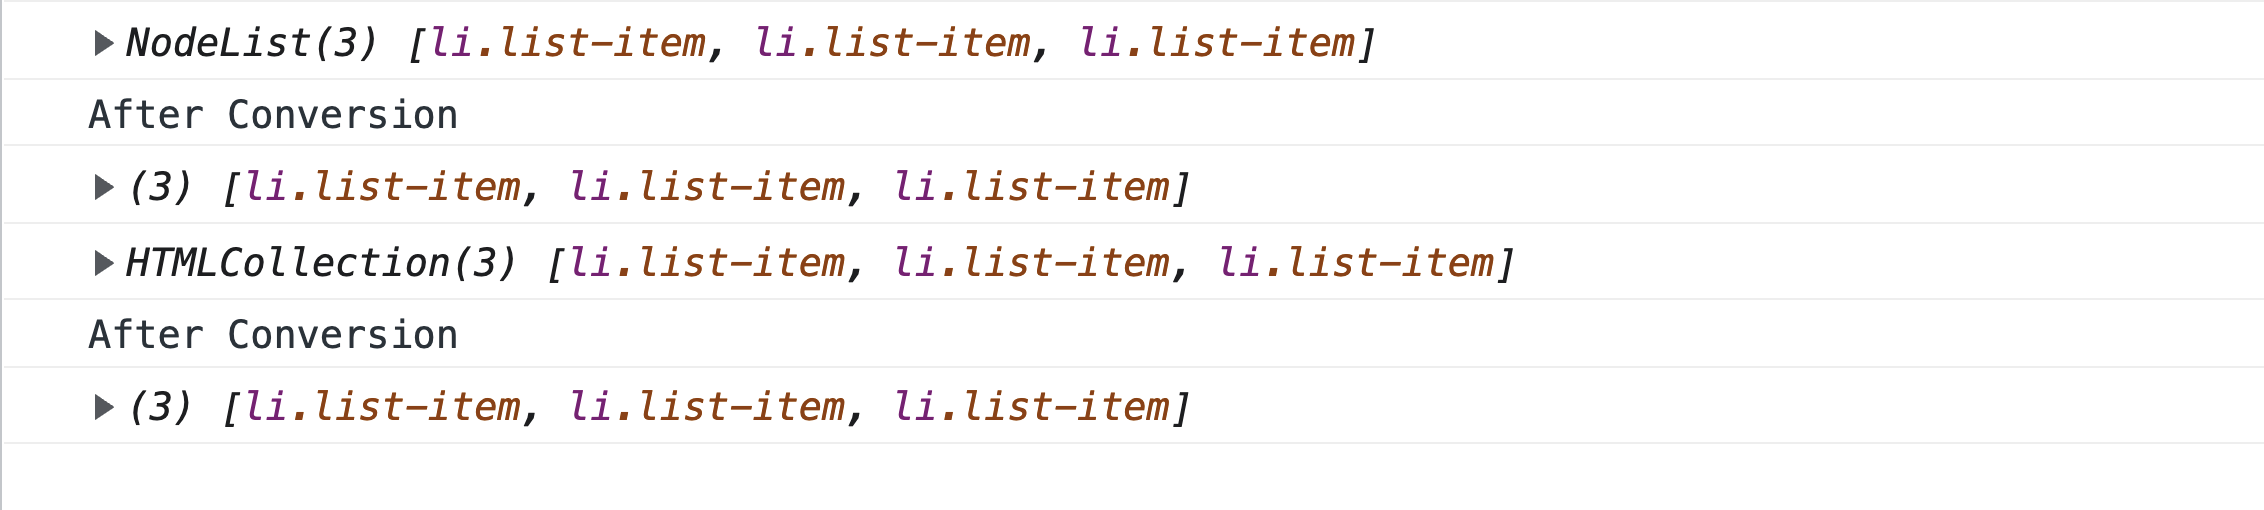 NodeList(3) [li.list-item, li.list-item, li.list-item]
After Conversion
(3) [li.list-item, li.list-item, li.list-item]
HTMLCollection(3) [li.list-item, li.list-item, li.list-item]
After Conversion
(3) [li.list-item, li.list-item, li.list-item]